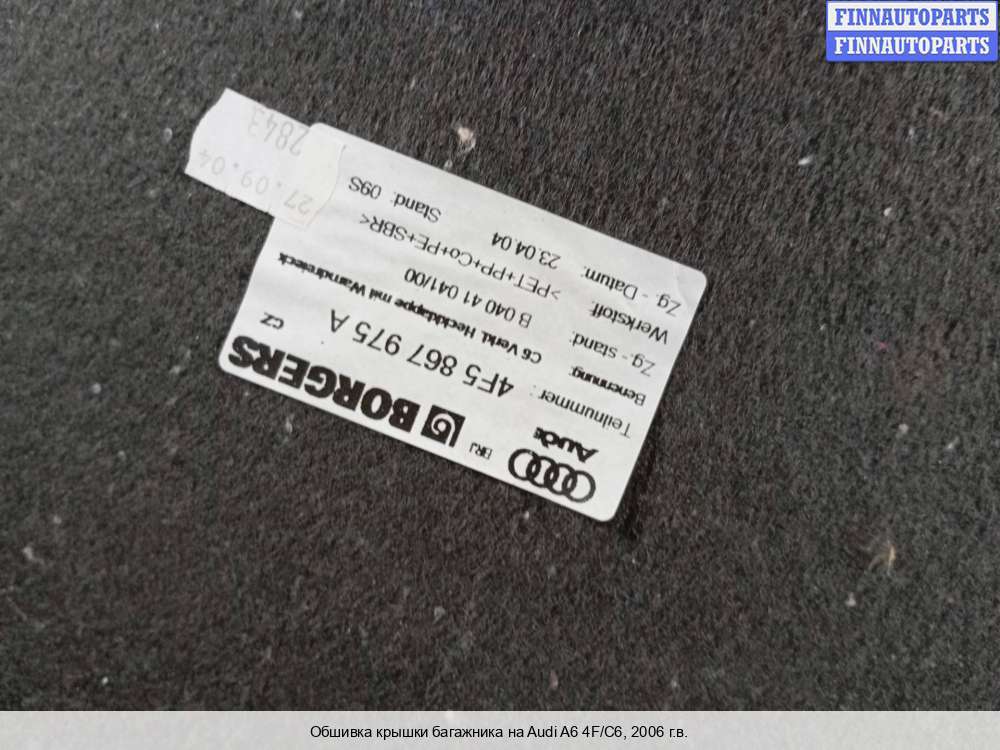 FINNAUTOPARTS
FINNAUTOPARTS
Audi BRJ BORGERS CZ
Teilnummer: 4F5 867 975 A
Benennung: C6 Verkl. Heckklappe mit Warndreieck
Zg.- stand: B 040 41 041/00
Werkstoff: >PET+PP+Co+PE+SBR<
Zg - Datum: 23.04.04 Stand: 09S
27.09.04
2843
Обшивка крышки багажника на Audi A6 4F/C6, 2006 г.в.